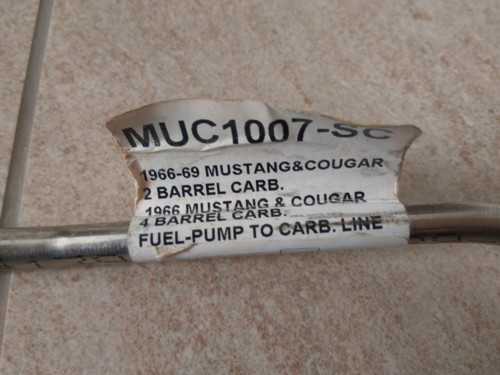 MUC1007-SC
1966-69 MUSTANG&COUGAR
2 BARREL CARB.
1966 MUSTANG & COUGAR
4 BARREL CARB.
FUEL-PUMP TO CARB. LINE